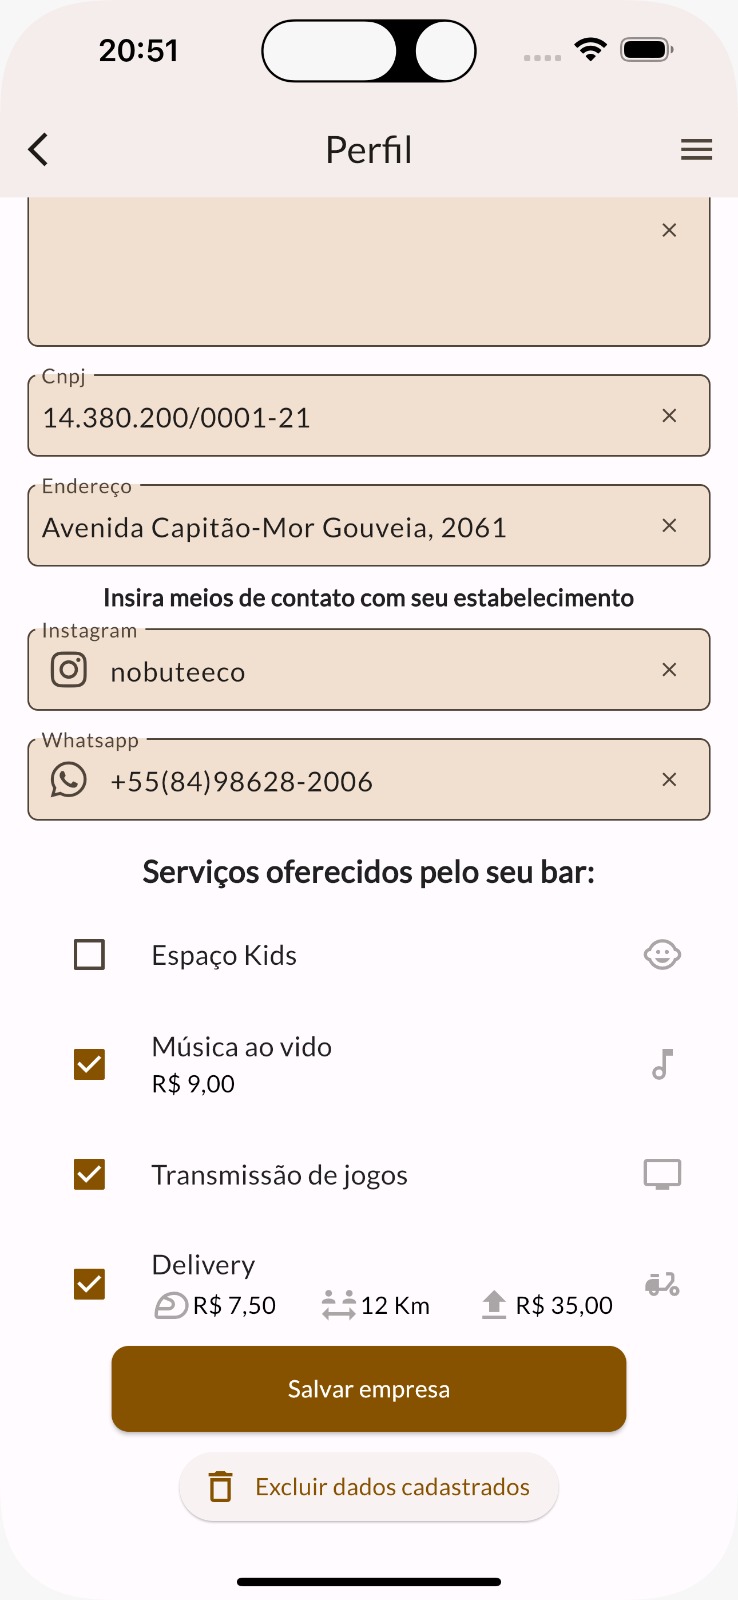 20:51
Perfil
Cnpj
14.380.200/0001-21
Endereço
Avenida Capitão-Mor Gouveia, 2061
Insira meios de contato com seu estabelecimento
Instagram
nobuteeco
Whatsapp
+55(84)98628-2006
Serviços oferecidos pelo seu bar:
Espaço Kids
Música ao vido
R$ 9,00
Transmissão de jogos
Delivery
R$ 7,50 12 Km R$ 35,00
Salvar empresa
Excluir dados cadastrados